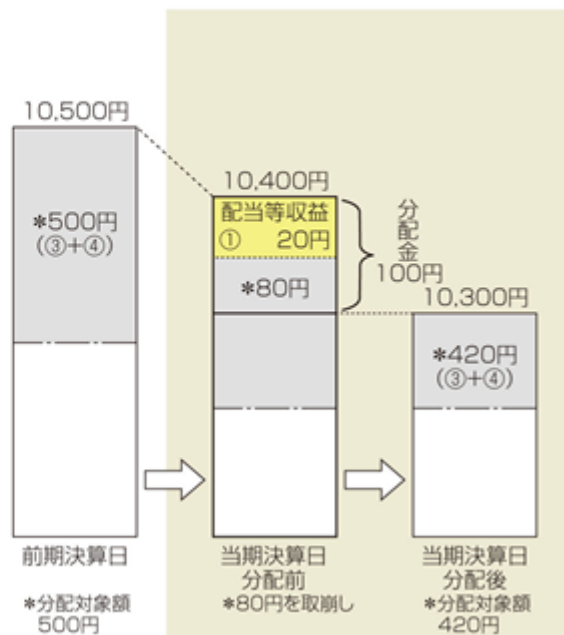 10,500円
*500円
(③+④)
10,400円
配当等収益
① 20円
*80円
分配金
100円
10,300円
*420円
(③+④)
前期決算日
*分配対象額
500円
当期決算日
分配前
*80円を取崩し
当期決算日
分配後
*分配対象額
420円